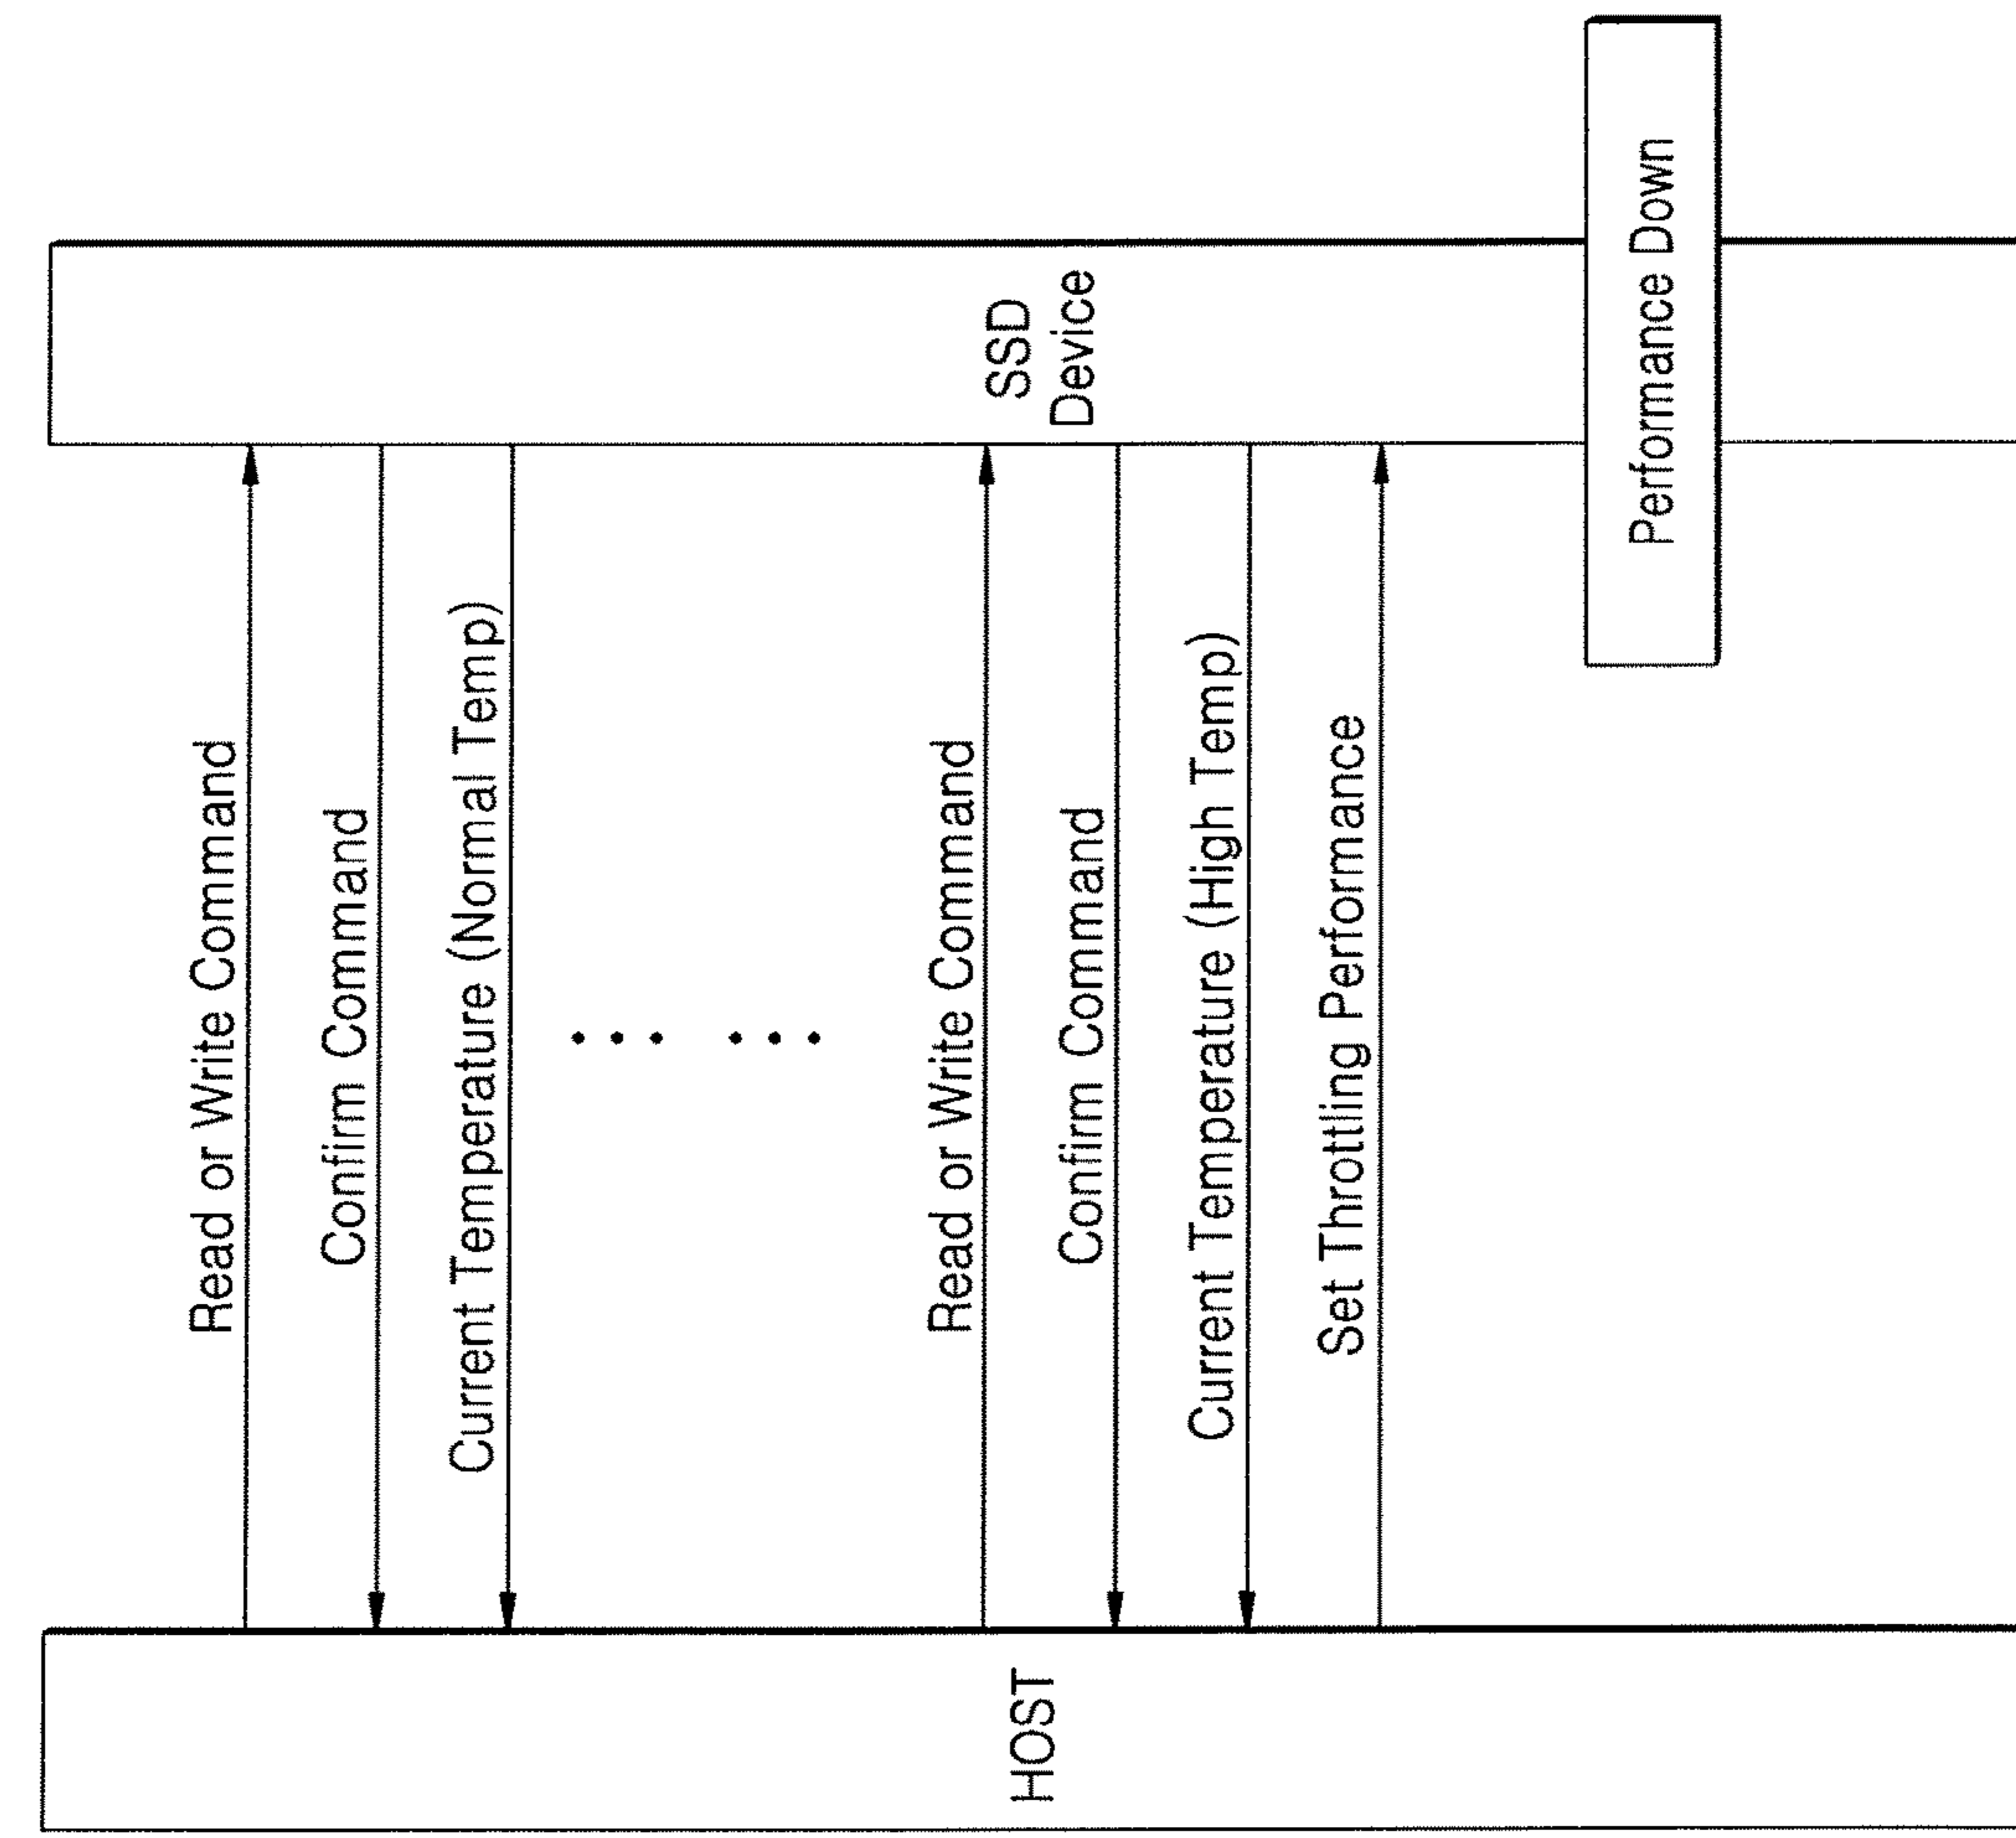 Read or Write Command
Confirm Command
Current Temperature (Normal Temp)
... ...
HOST
SSD
Device
Read or Write Command
Confirm Command
Current Temperature (High Temp)
Set Throttling Performance
Performance Down